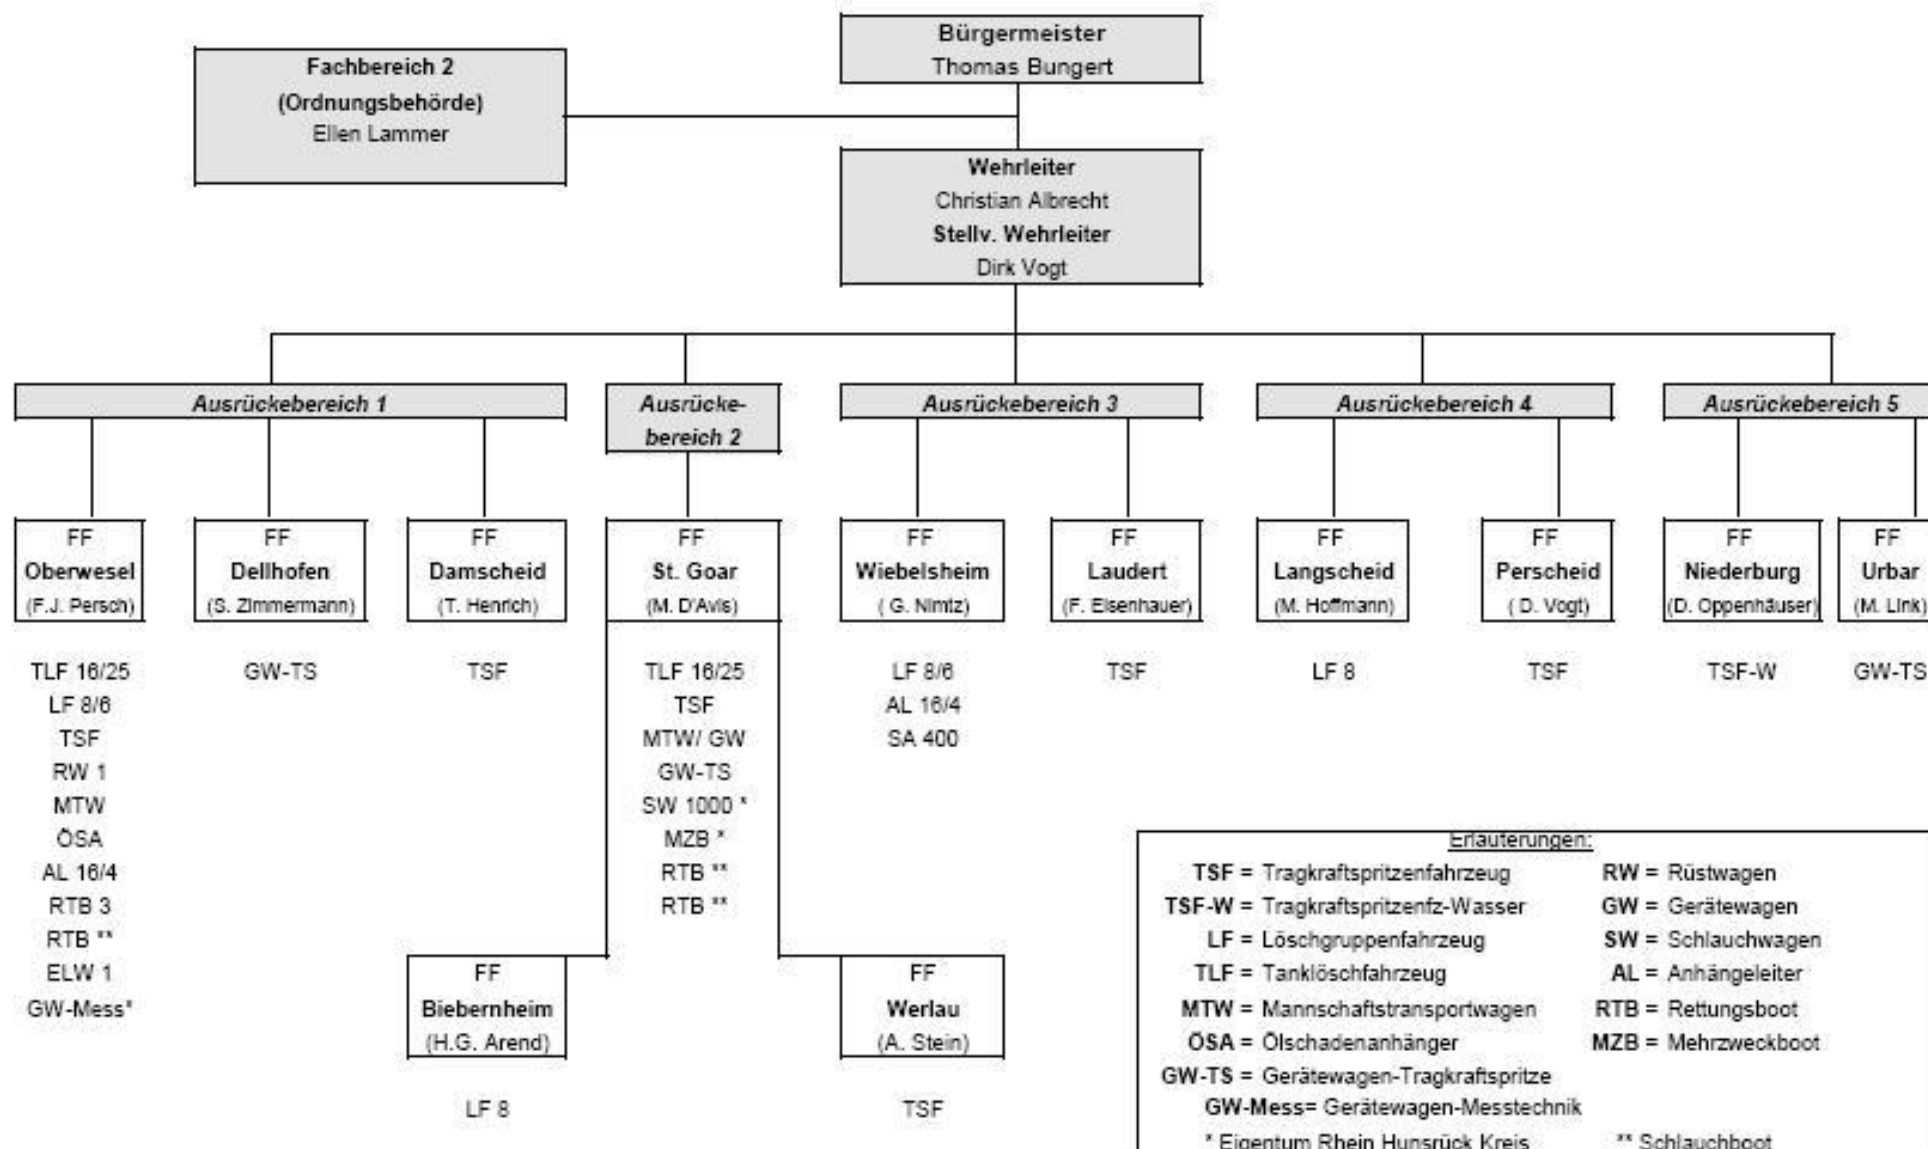 Bürgermeister
Thomas Bungert
Fachbereich 2
(Ordnungsbehörde)
Ellen Lammer
Wehrleiter
Christian Albrecht
Stellv. Wehrleiter
Dirk Vogt
Ausrückebereich 1
Ausrücke-
bereich 2
Ausrückebereich 3
Ausrückebereich 4
Ausrückebereich 5
FF
Oberwesel
(F.J. Persch)
TLF 16/25
LF 8/6
TSF
RW 1
MTW
ÖSA
AL 16/4
RTB 3
RTB **
ELW 1
GW-Mess*
FF
Dellhofen
(S. Zimmermann)
GW-TS
FF
Damscheid
(T. Henrich)
TSF
FF
St. Goar
(M. D'Avis)
TLF 16/25
TSF
MTW/ GW
GW-TS
SW 1000 *
MZB *
RTB **
RTB **
FF
Biebernheim
(H.G. Arend)
LF 8
FF
Werlau
(A. Stein)
TSF
FF
Wiebelsheim
( G. Nimtz)
LF 8/6
AL 16/4
SA 400
FF
Laudert
(F. Eisenhauer)
TSF
FF
Langscheid
(M. Hoffmann)
LF 8
FF
Perscheid
( D. Vogt)
TSF
FF
Niederburg
(D. Oppenhäuser)
TSF-W
FF
Urbar
(M. Link)
GW-TS
Erläuterungen:
TSF = Tragkraftspritzenfahrzeug
TSF-W = Tragkraftspritzenfz-Wasser
LF = Löschgruppenfahrzeug
TLF = Tanklöschfahrzeug
MTW = Mannschaftstransportwagen
ÖSA = Ölschadenanhänger
GW-TS = Gerätewagen-Tragkraftspritze
GW-Mess= Gerätewagen-Messtechnik
RW = Rüstwagen
GW = Gerätewagen
SW = Schlauchwagen
AL = Anhängeleiter
RTB = Rettungsboot
MZB = Mehrzweckboot
* Eigentum Rhein Hunsrück Kreis
** Schlauchboot